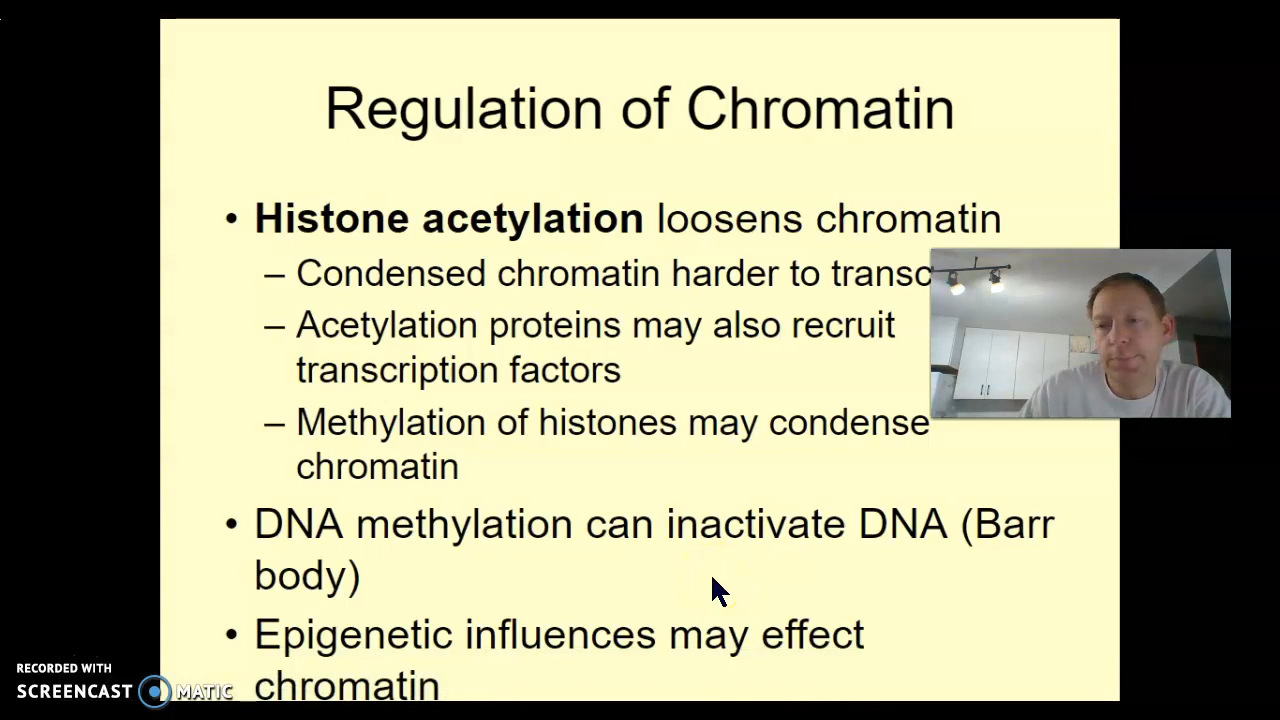 Regulation of Chromatin
• Histone acetylation loosens chromatin
– Condensed chromatin harder to transc
– Acetylation proteins may also recruit
transcription factors
– Methylation of histones may condense
chromatin
• DNA methylation can inactivate DNA (Barr
body)
• Epigenetic influences may effect
chromatin
RECORDED WITH
SCREENCAST MATIC